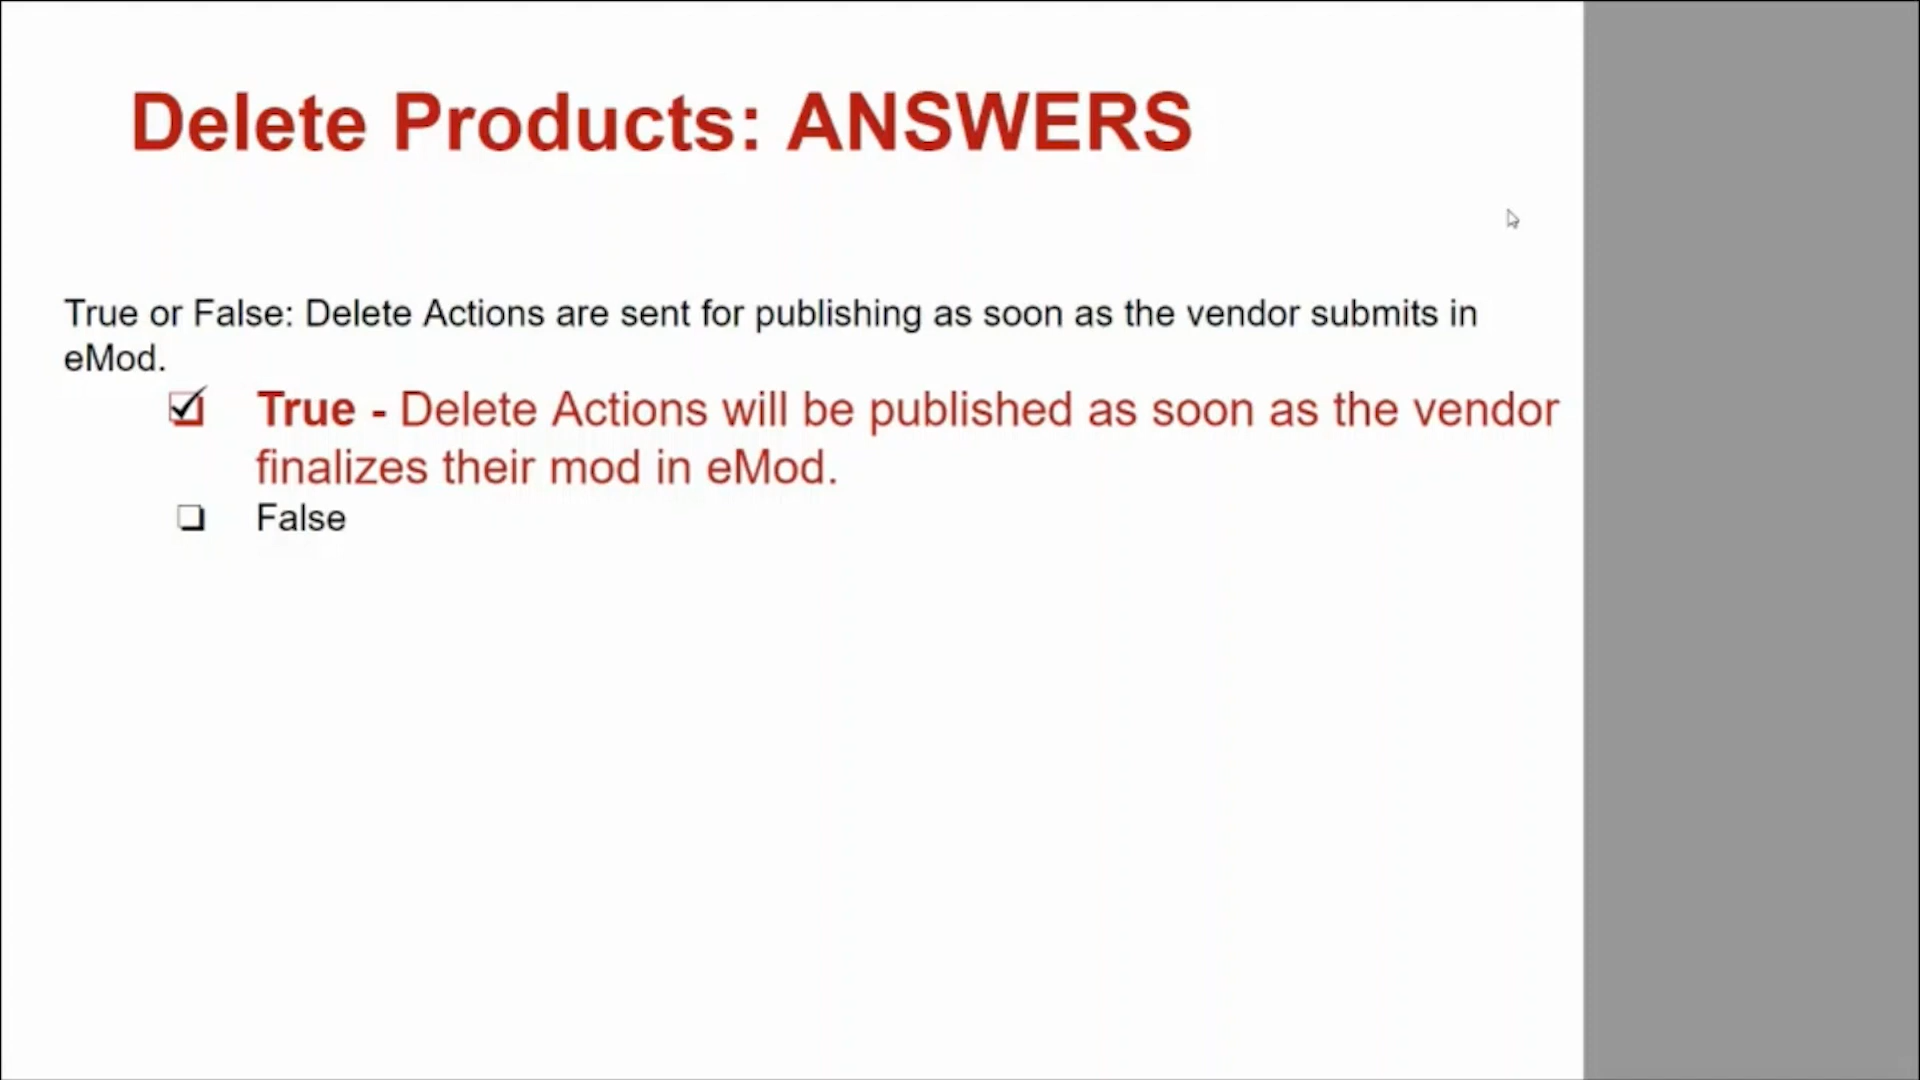 Delete Products: ANSWERS
True or False: Delete Actions are sent for publishing as soon as the vendor submits in
eMod.
True - Delete Actions will be published as soon as the vendor
finalizes their mod in eMod.
False